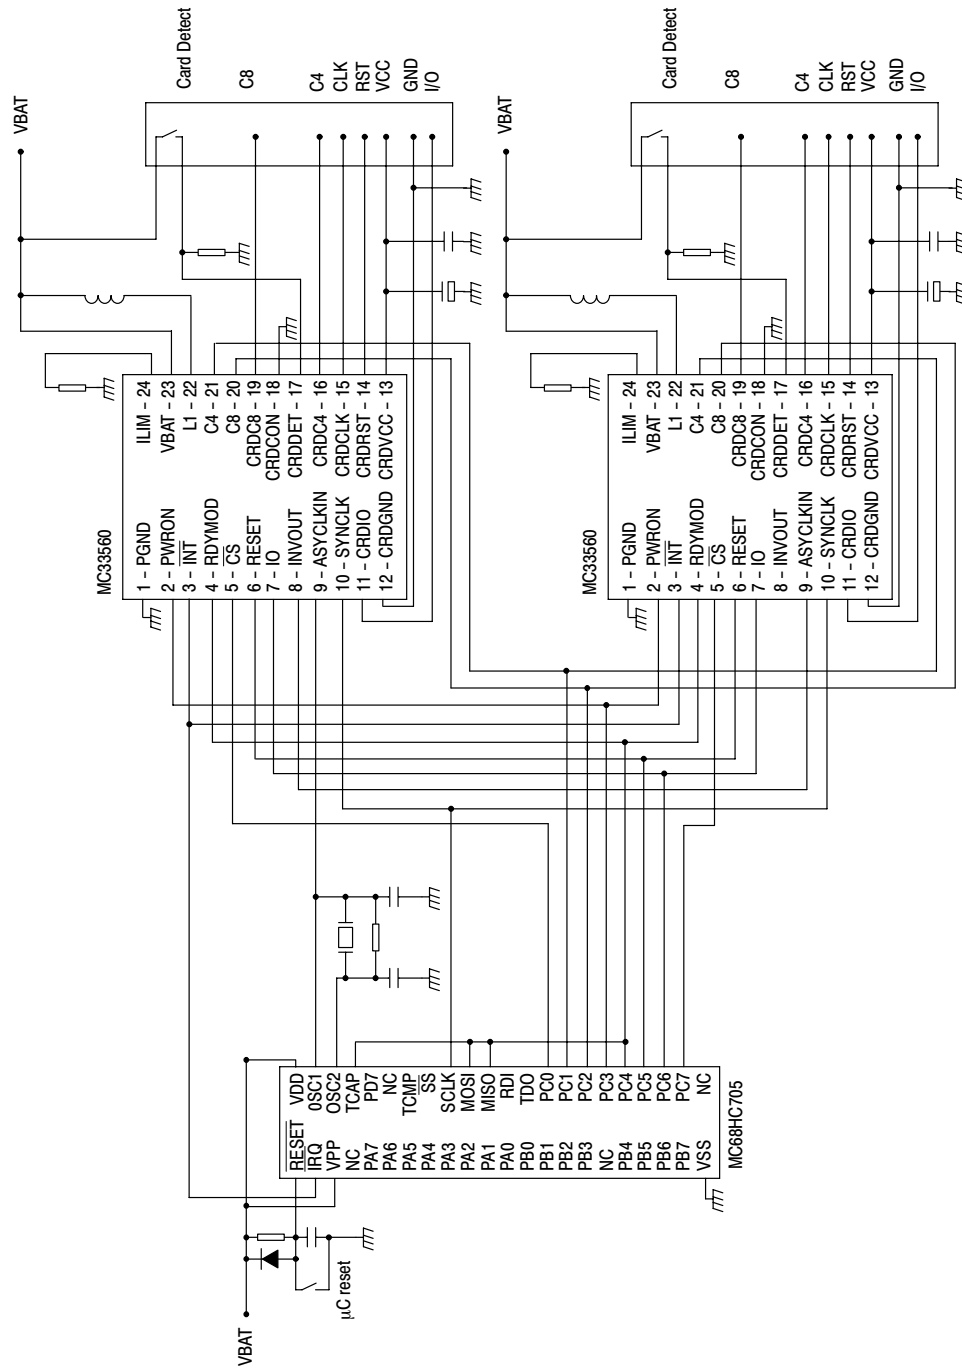 VBAT
Card Detect
C8
C4
CLK
RST
VCC
GND
I/O
MC33560
1 - PGND
2 - PWRON
3 - I̅N̅T̅
4 - RDYMOD
5 - C̅S̅
6 - RESET
7 - IO
8 - INVOUT
9 - ASYCLKIN
10 - SYNCLK
11 - CRDIO
12 - CRDGND
ILIM - 24
VBAT - 23
L1 - 22
C4 - 21
C8 - 20
CRDC8 - 19
CRDCON - 18
CRDDET - 17
CRDC4 - 16
CRDCLK - 15
CRDRST - 14
CRDVCC - 13
VBAT
Card Detect
C8
C4
CLK
RST
VCC
GND
I/O
MC33560
1 - PGND
2 - PWRON
3 - I̅N̅T̅
4 - RDYMOD
5 - C̅S̅
6 - RESET
7 - IO
8 - INVOUT
9 - ASYCLKIN
10 - SYNCLK
11 - CRDIO
12 - CRDGND
ILIM - 24
VBAT - 23
L1 - 22
C4 - 21
C8 - 20
CRDC8 - 19
CRDCON - 18
CRDDET - 17
CRDC4 - 16
CRDCLK - 15
CRDRST - 14
CRDVCC - 13
VBAT
μC reset
R̅E̅S̅E̅T̅
I̅R̅Q̅
VPP
NC
PA7
PA6
PA5
PA4
PA3
PA2
PA1
PA0
PB0
PB1
PB2
PB3
NC
PB4
PB5
PB6
PB7
VSS
VDD
OSC1
OSC2
TCAP
PD7
NC
TCMP
S̅S̅
SCLK
MOSI
MISO
RDI
TDO
PC0
PC1
PC2
PC3
PC4
PC5
PC6
PC7
NC
MC68HC705